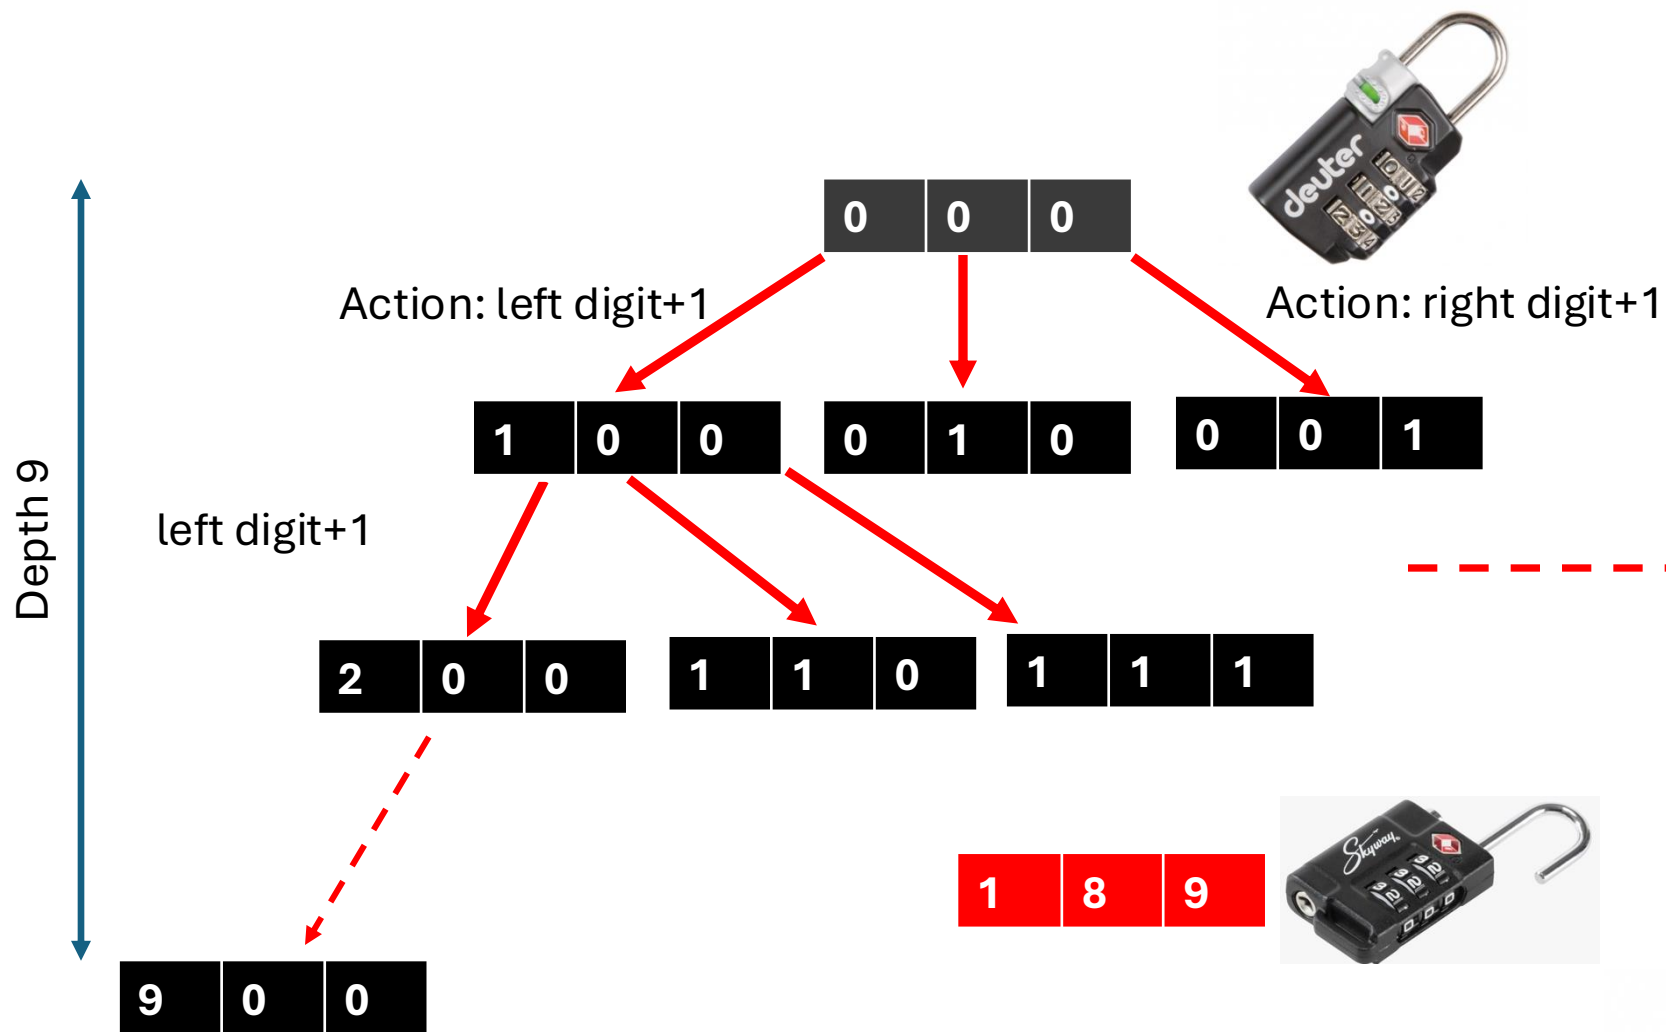 deuter
0 0 0
Action: left digit+1
Action: right digit+1
1 0 0
0 1 0
0 0 1
Depth 9
left digit+1
2 0 0
1 1 0
1 1 1
1 8 9
Skyway
9 0 0